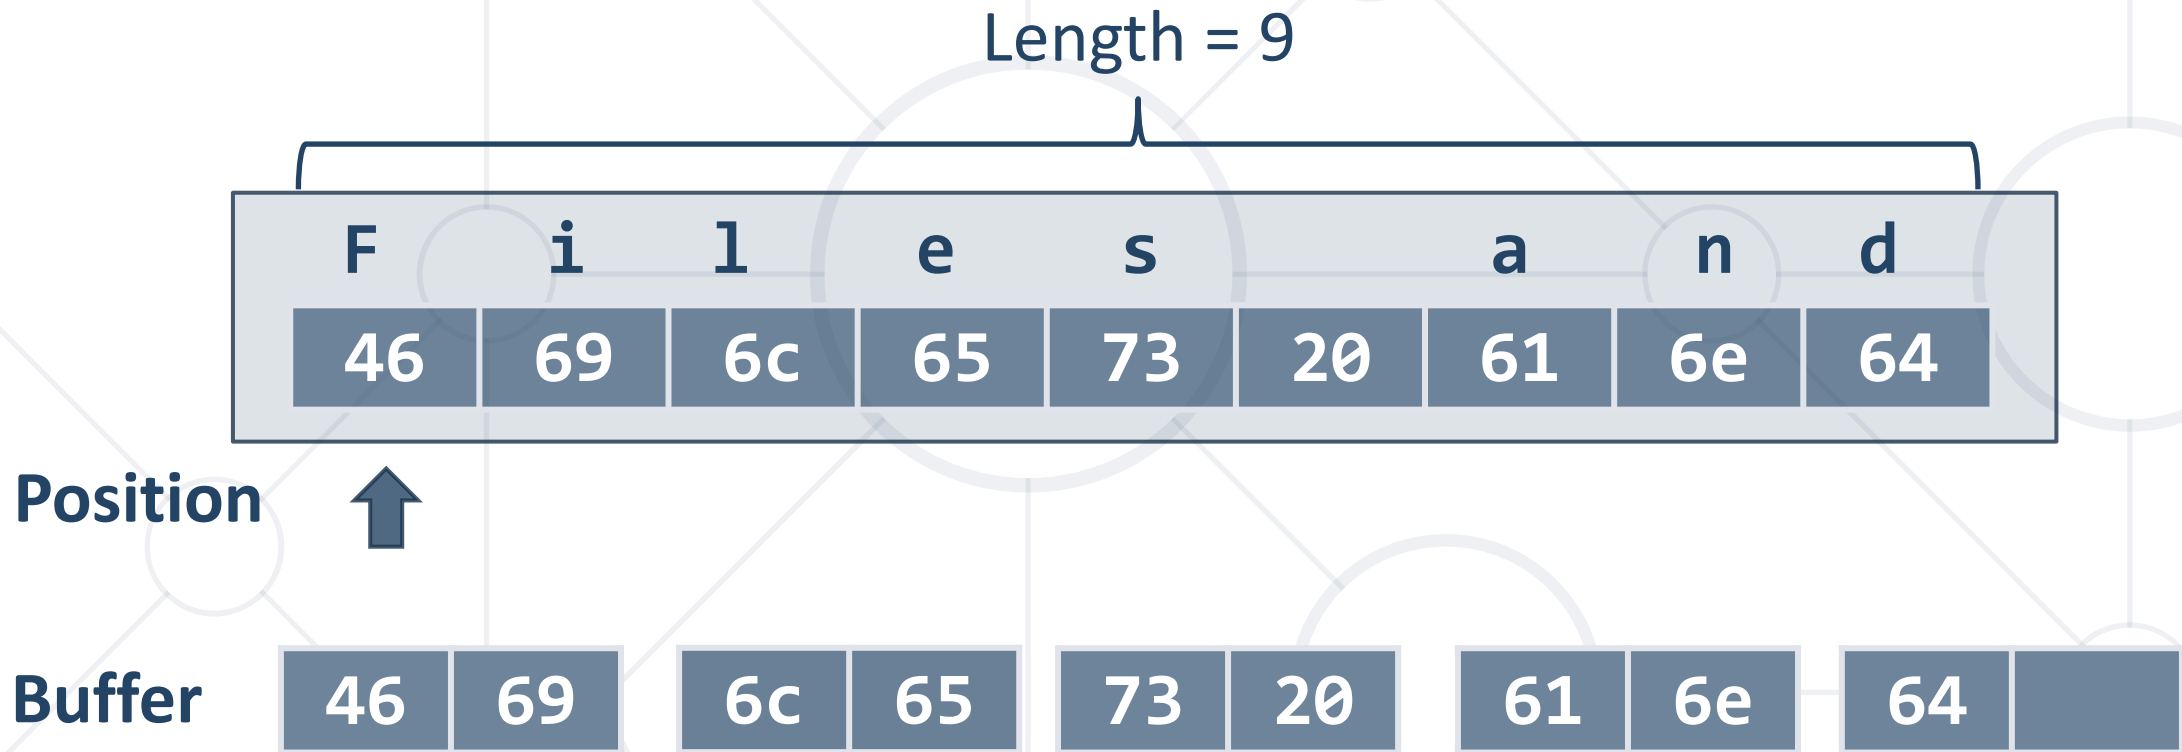 Length = 9
F i l e s a n d
46 69 6c 65 73 20 61 6e 64
Position
Buffer 46 69 6c 65 73 20 61 6e 64